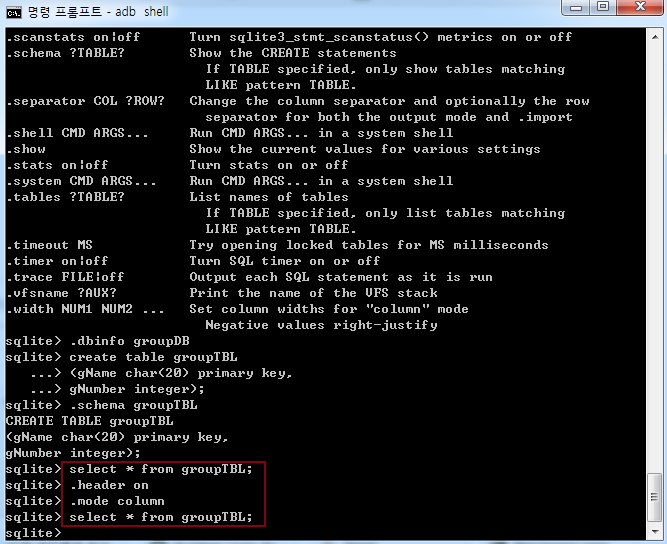 명령 프롬프트 - adb  shell
.scanstats on|off      Turn sqlite3_stmt_scanstatus() metrics on or off
.schema ?TABLE?        Show the CREATE statements
                         If TABLE specified, only show tables matching
                         LIKE pattern TABLE.
.separator COL ?ROW?   Change the column separator and optionally the row
                         separator for both the output mode and .import
.shell CMD ARGS...     Run CMD ARGS... in a system shell
.show                  Show the current values for various settings
.stats on|off          Turn stats on or off
.system CMD ARGS...    Run CMD ARGS... in a system shell
.tables ?TABLE?        List names of tables
                         If TABLE specified, only list tables matching
                         LIKE pattern TABLE.
.timeout MS            Try opening locked tables for MS milliseconds
.timer on|off          Turn SQL timer on or off
.trace FILE|off        Output each SQL statement as it is run
.vfsname ?AUX?         Print the name of the VFS stack
.width NUM1 NUM2 ...   Set column widths for "column" mode
                         Negative values right-justify
sqlite> .dbinfo groupDB
sqlite> create table groupTBL
   ...> (gName char(20) primary key,
   ...> gNumber integer);
sqlite> .schema groupTBL
CREATE TABLE groupTBL
(gName char(20) primary key,
gNumber integer);
sqlite> select * from groupTBL;
sqlite> .header on
sqlite> .mode column
sqlite> select * from groupTBL;
sqlite>